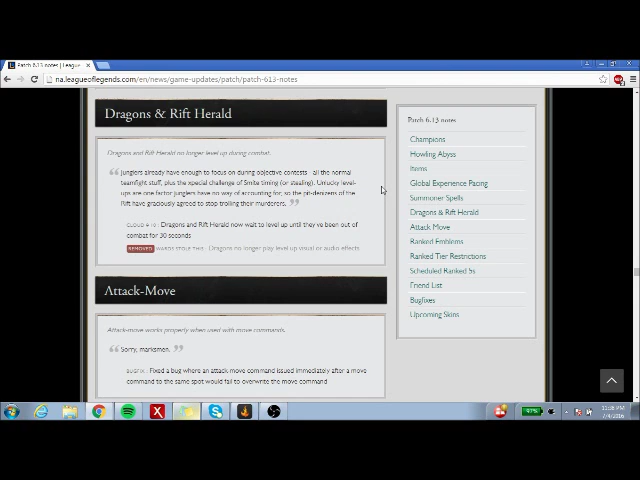 Patch 6.13 notes | League
na.leagueoflegends.com/en/news/game-updates/patch/patch-613-notes
Dragons & Rift Herald
Dragons and Rift Herald no longer level up during combat.
Junglers already have enough to focus on during objective contests - all the normal
teamfight stuff, plus the special challenge of Smite timing (or stealing). Unlucky level-
ups are one factor junglers have no way of accounting for, so the pit-denizens of the
Rift have graciously agreed to stop trolling their murderers.
Dragons and Rift Herald now wait to level up until they've been out of
combat for 30 seconds
REMOVED
Dragons no longer play level up visual or audio effects
Attack-Move
Attack-move works properly when used with move commands.
Sorry, marksmen.
BUGFIX : Fixed a bug where an attack-move command issued immediately after a move
command to the same spot would fail to overwrite the move command
Patch 6.13 notes
Champions
Howling Abyss
Items
Global Experience Pacing
Summoner Spells
Dragons & Rift Herald
Attack Move
Ranked Emblems
Ranked Tier Restrictions
Scheduled Ranked 5s
Friend List
Bugfixes
Upcoming Skins
97%
11:08 PM
7/4/2016